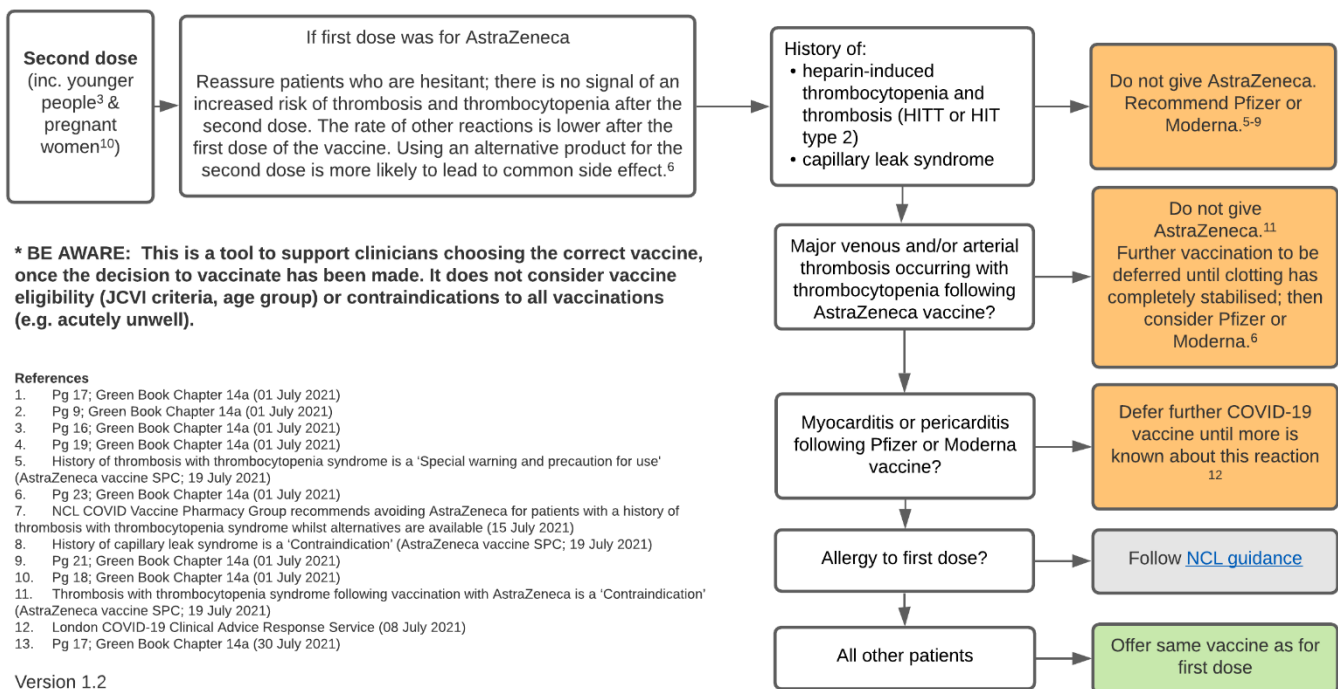 Second dose
(inc. younger
people³ &
pregnant
women¹⁰)
If first dose was for AstraZeneca
Reassure patients who are hesitant; there is no signal of an
increased risk of thrombosis and thrombocytopenia after the
second dose. The rate of other reactions is lower after the
first dose of the vaccine. Using an alternative product for the
second dose is more likely to lead to common side effect.⁶
History of:
• heparin-induced
thrombocytopenia and
thrombosis (HITT or HIT
type 2)
• capillary leak syndrome
Do not give AstraZeneca.
Recommend Pfizer or
Moderna.⁵⁻⁹
Major venous and/or arterial
thrombosis occurring with
thrombocytopenia following
AstraZeneca vaccine?
Do not give
AstraZeneca.¹¹
Further vaccination to be
deferred until clotting has
completely stabilised; then
consider Pfizer or
Moderna.⁶
Myocarditis or pericarditis
following Pfizer or Moderna
vaccine?
Defer further COVID-19
vaccine until more is
known about this reaction
¹²
Allergy to first dose?
Follow NCL guidance
All other patients
Offer same vaccine as for
first dose
* BE AWARE: This is a tool to support clinicians choosing the correct vaccine,
once the decision to vaccinate has been made. It does not consider vaccine
eligibility (JCVI criteria, age group) or contraindications to all vaccinations
(e.g. acutely unwell).
References
1. Pg 17; Green Book Chapter 14a (01 July 2021)
2. Pg 9; Green Book Chapter 14a (01 July 2021)
3. Pg 16; Green Book Chapter 14a (01 July 2021)
4. Pg 19; Green Book Chapter 14a (01 July 2021)
5. History of thrombosis with thrombocytopenia syndrome is a ‘Special warning and precaution for use'
(AstraZeneca vaccine SPC; 19 July 2021)
6. Pg 23; Green Book Chapter 14a (01 July 2021)
7. NCL COVID Vaccine Pharmacy Group recommends avoiding AstraZeneca for patients with a history of
thrombosis with thrombocytopenia syndrome whilst alternatives are available (15 July 2021)
8. History of capillary leak syndrome is a ‘Contraindication’ (AstraZeneca vaccine SPC; 19 July 2021)
9. Pg 21; Green Book Chapter 14a (01 July 2021)
10. Pg 18; Green Book Chapter 14a (01 July 2021)
11. Thrombosis with thrombocytopenia syndrome following vaccination with AstraZeneca is a ‘Contraindication’
(AstraZeneca vaccine SPC; 19 July 2021)
12. London COVID-19 Clinical Advice Response Service (08 July 2021)
13. Pg 17; Green Book Chapter 14a (30 July 2021)
Version 1.2